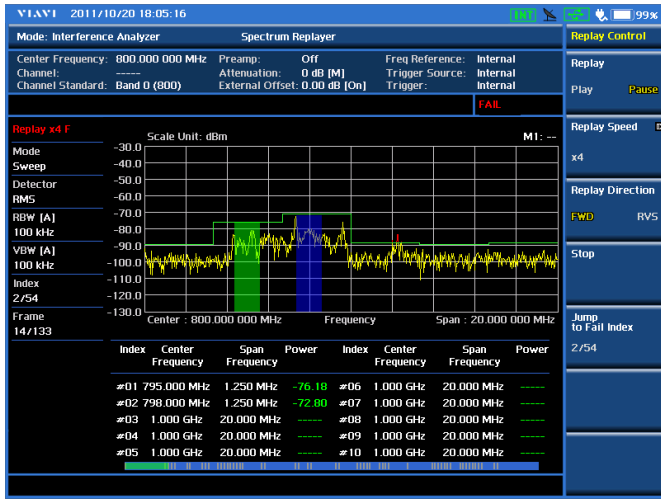 VIAVI 2011/10/20 18:05:16 INT 99%
Mode: Interference Analyzer Spectrum Replayer Replay Control
Center Frequency: 800.000 000 MHz Preamp: Off Freq Reference: Internal
Channel: ----- Attenuation: 0 dB [M] Trigger Source: Internal
Channel Standard: Band 0 (800) External Offset: 0.00 dB [On] Trigger: Internal
FAIL
Replay
Play Pause
Replay Speed
x4
Replay Direction
FWD RVS
Stop
Jump
to Fail Index
2/54
Replay x4 F
Mode
Sweep
Detector
RMS
RBW [A]
100 kHz
VBW [A]
100 kHz
Index
2/54
Frame
14/133
Scale Unit: dBm M1: --
-30.0
-40.0
-50.0
-60.0
-70.0
-80.0
-90.0
-100.0
-110.0
-120.0
-130.0
Center : 800.000 000 MHz Frequency Span : 20.000 000 MHz
Index Center Frequency Span Frequency Power Index Center Frequency Span Frequency Power
#01 795.000 MHz 1.250 MHz -76.18 #06 1.000 GHz 20.000 MHz -----
#02 798.000 MHz 1.250 MHz -72.80 #07 1.000 GHz 20.000 MHz -----
#03 1.000 GHz 20.000 MHz ----- #08 1.000 GHz 20.000 MHz -----
#04 1.000 GHz 20.000 MHz ----- #09 1.000 GHz 20.000 MHz -----
#05 1.000 GHz 20.000 MHz ----- #10 1.000 GHz 20.000 MHz -----